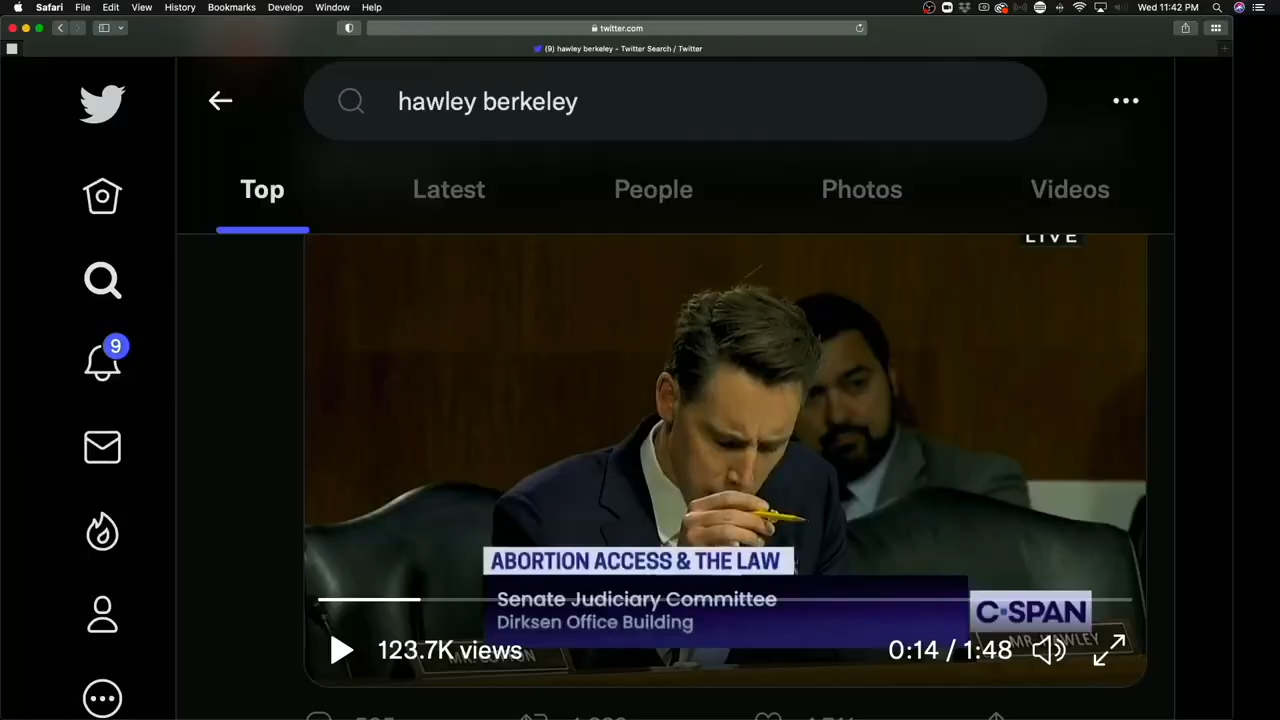 Safari File Edit View History Bookmarks Develop Window Help Wed 11:42 PM
twitter.com
(9) hawley berkeley - Twitter Search / Twitter
hawley berkeley
Top Latest People Photos Videos
9
LIVE
ABORTION ACCESS & THE LAW
Senate Judiciary Committee
Dirksen Office Building
C·SPAN
MR. HAWLEY
123.7K views
0:14 / 1:48